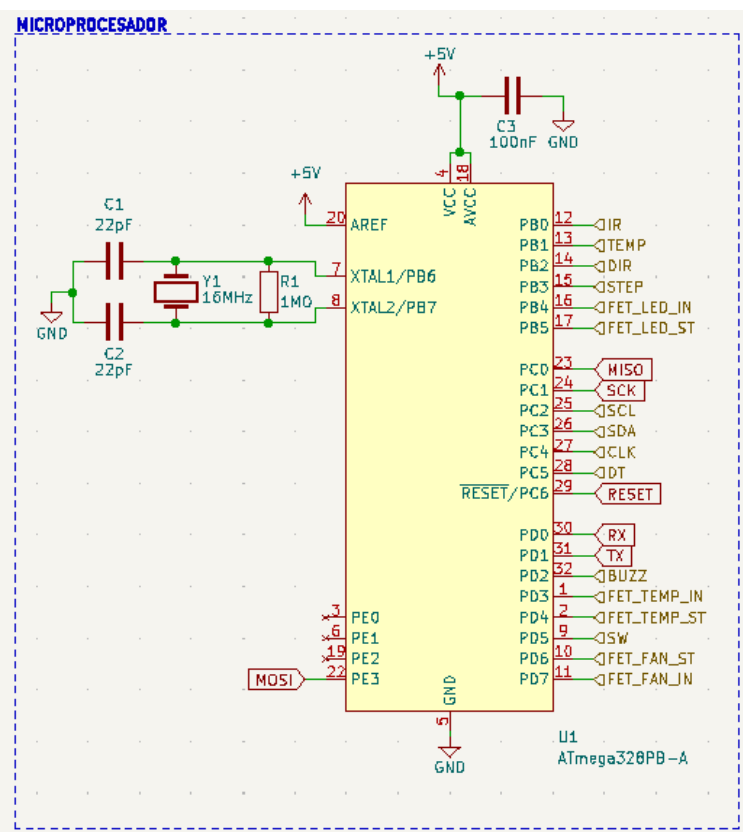 MICROPROCESADOR
+5V
C3
100nF
GND
+5V
C1
22pF
Y1
16MHz
R1
1MΩ
GND
C2
22pF
4
18
VCC
AVCC
20 AREF
7 XTAL1/PB6
8 XTAL2/PB7
3 PE0
6 PE1
19 PE2
MOSI 22 PE3
PB0 12 IR
PB1 13 TEMP
PB2 14 DIR
PB3 15 STEP
PB4 16 FET_LED_IN
PB5 17 FET_LED_ST
PC0 23 MISO
PC1 24 SCK
PC2 25 SCL
PC3 26 SDA
PC4 27 CLK
PC5 28 DT
RESET/PC6 29 RESET
PD0 30 RX
PD1 31 TX
PD2 32 BUZZ
PD3 1 FET_TEMP_IN
PD4 2 FET_TEMP_ST
PD5 9 SW
PD6 10 FET_FAN_ST
PD7 11 FET_FAN_IN
GND
5
GND
U1
ATmega328PB-A